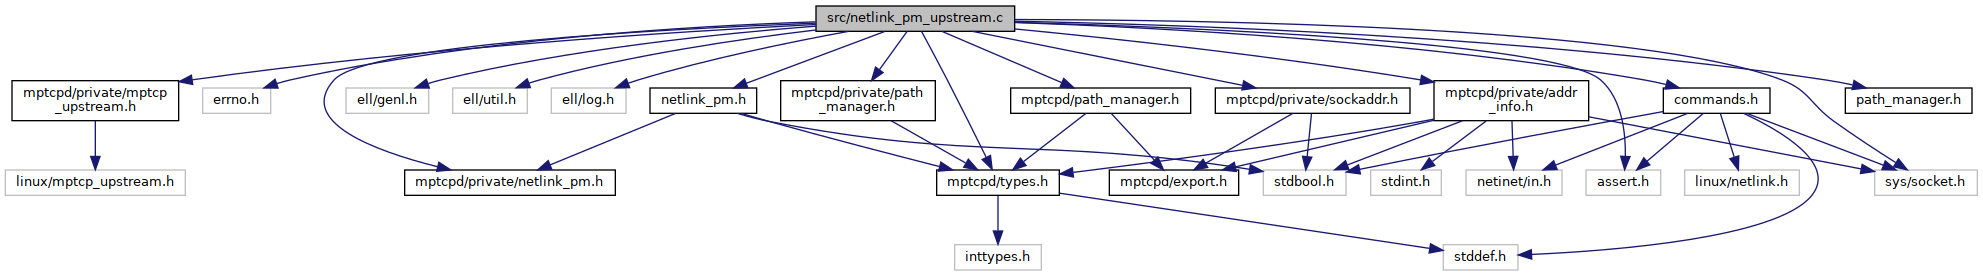 src/netlink_pm_upstream.c
mptcpd/private/mptcp
_upstream.h
errno.h
ell/genl.h
ell/util.h
ell/log.h
netlink_pm.h
mptcpd/private/path
_manager.h
mptcpd/path_manager.h
mptcpd/private/sockaddr.h
mptcpd/private/addr
_info.h
commands.h
path_manager.h
linux/mptcp_upstream.h
mptcpd/private/netlink_pm.h
mptcpd/types.h
mptcpd/export.h
stdbool.h
stdint.h
netinet/in.h
assert.h
linux/netlink.h
sys/socket.h
inttypes.h
stddef.h